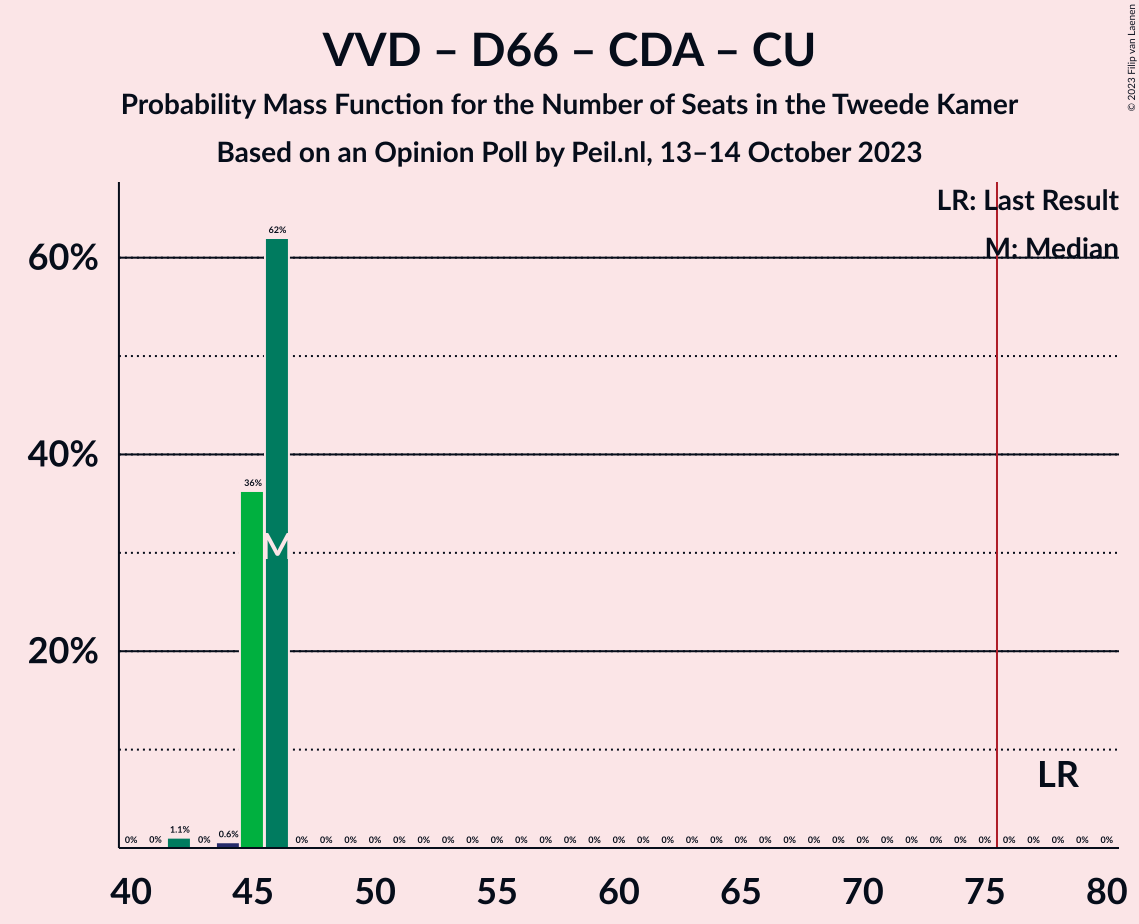 VVD – D66 – CDA – CU
Probability Mass Function for the Number of Seats in the Tweede Kamer
Based on an Opinion Poll by Peil.nl, 13–14 October 2023
© 2023 Filip van Laenen
LR: Last Result
M: Median
60%
40%
20%
62%
36%
M
LR
0% 0% 1.1% 0% 0.6% 0% 0% 0% 0% 0% 0% 0% 0% 0% 0% 0% 0% 0% 0% 0% 0% 0% 0% 0% 0% 0% 0% 0% 0% 0% 0% 0% 0% 0% 0% 0% 0% 0% 0%
40 45 50 55 60 65 70 75 80